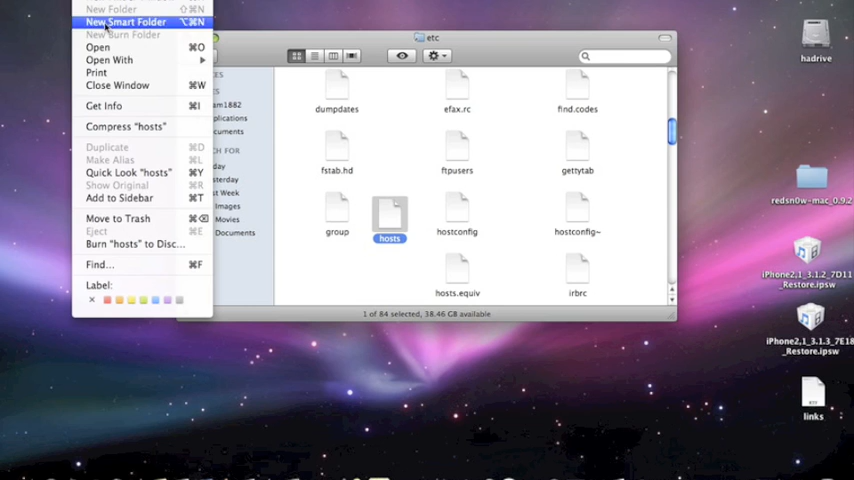 New Folder ⇧⌘N
New Smart Folder ⌥⌘N
New Burn Folder
Open ⌘O
Open With
Print
Close Window ⌘W
Get Info ⌘I
Compress "hosts"
Duplicate ⌘D
Make Alias ⌘L
Quick Look "hosts" ⌘Y
Show Original ⌘R
Add to Sidebar ⌘T
Move to Trash ⌘⌫
Eject ⌘E
Burn "hosts" to Disc...
Find... ⌘F
Label:
etc
am1882
plications
cuments
CH FOR
day
sterday
st Week
Images
Movies
Documents
dumpdates
efax.rc
find.codes
fstab.hd
ftpusers
gettytab
group
hosts
hostconfig
hostconfig~
hosts.equiv
irbrc
1 of 84 selected, 38.46 GB available
hadrive
redsn0w-mac_0.9.2
iPhone2,1_3.1.2_7D11
_Restore.ipsw
iPhone2,1_3.1.3_7E18
_Restore.ipsw
links